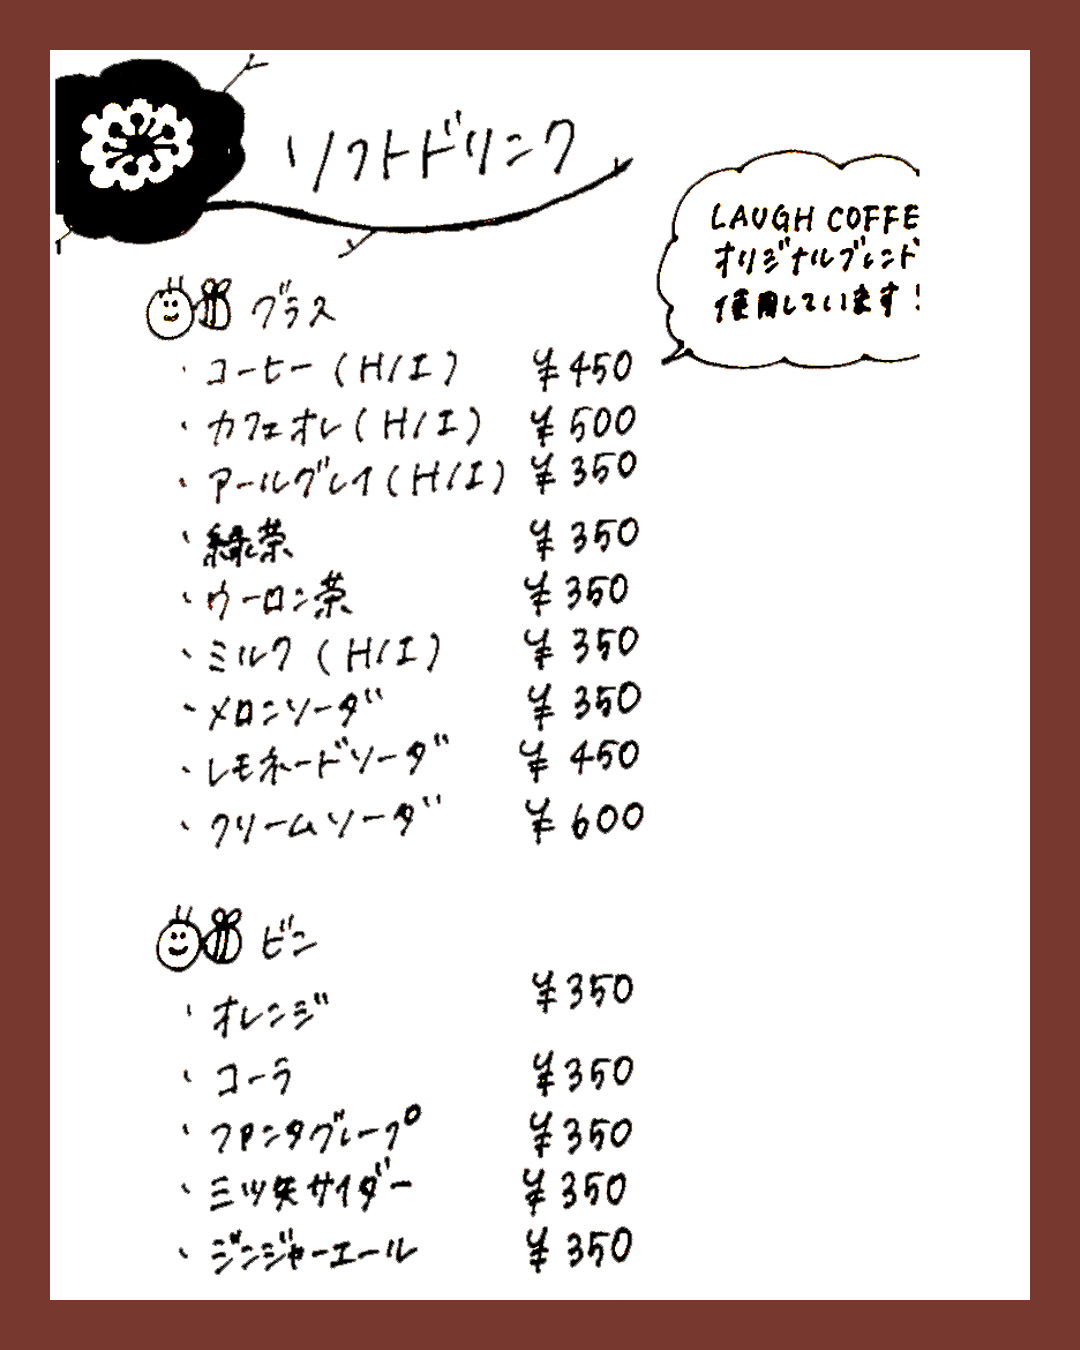 ソフトドリンク
LAUGH COFFE
オリジナルブレンド
使用しています!
グラス
・コーヒー(H/I) ¥450
・カフェオレ(H/I) ¥500
・アールグレイ(H/I) ¥350
・緑茶 ¥350
・ウーロン茶 ¥350
・ミルク(H/I) ¥350
・メロンソーダ ¥350
・レモネードソーダ ¥450
・クリームソーダ ¥600
ビン
・オレンジ ¥350
・コーラ ¥350
・ファンタグレープ ¥350
・三ツ矢サイダー ¥350
・ジンジャーエール ¥350